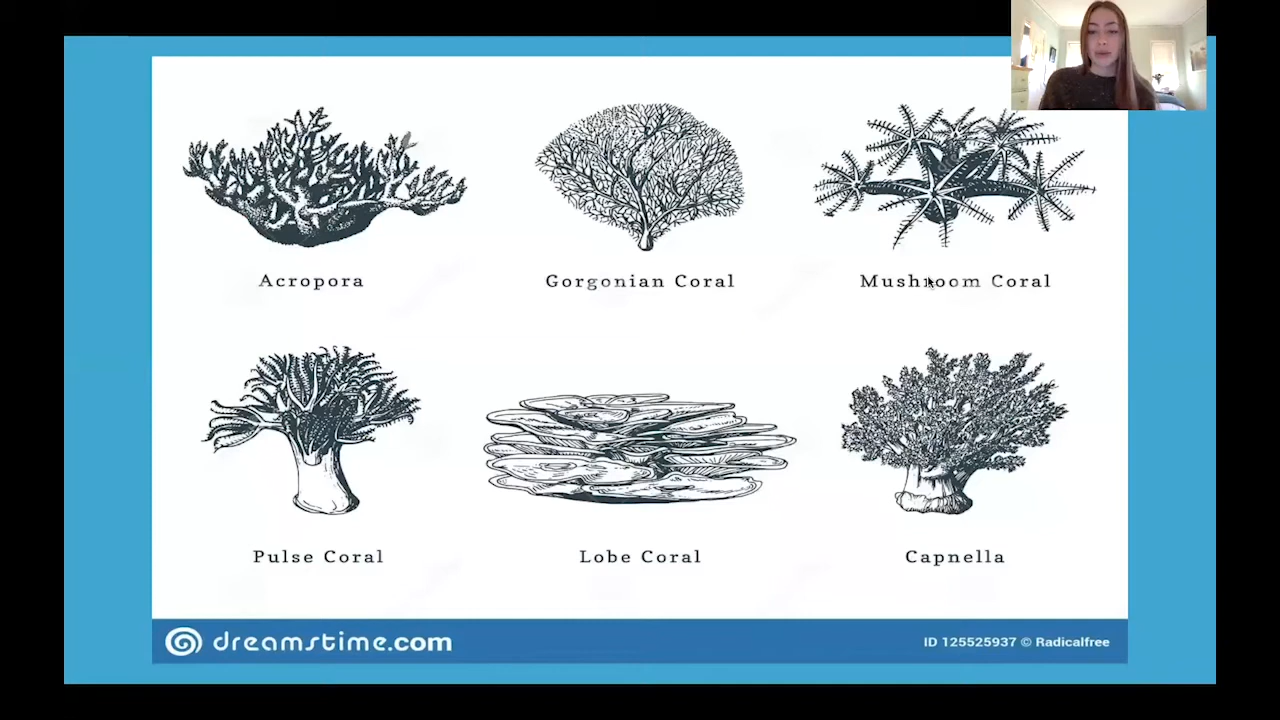 Acropora
Gorgonian Coral
Mushroom Coral
Pulse Coral
Lobe Coral
Capnella
dreamstime.com
ID 125525937 © Radicalfree